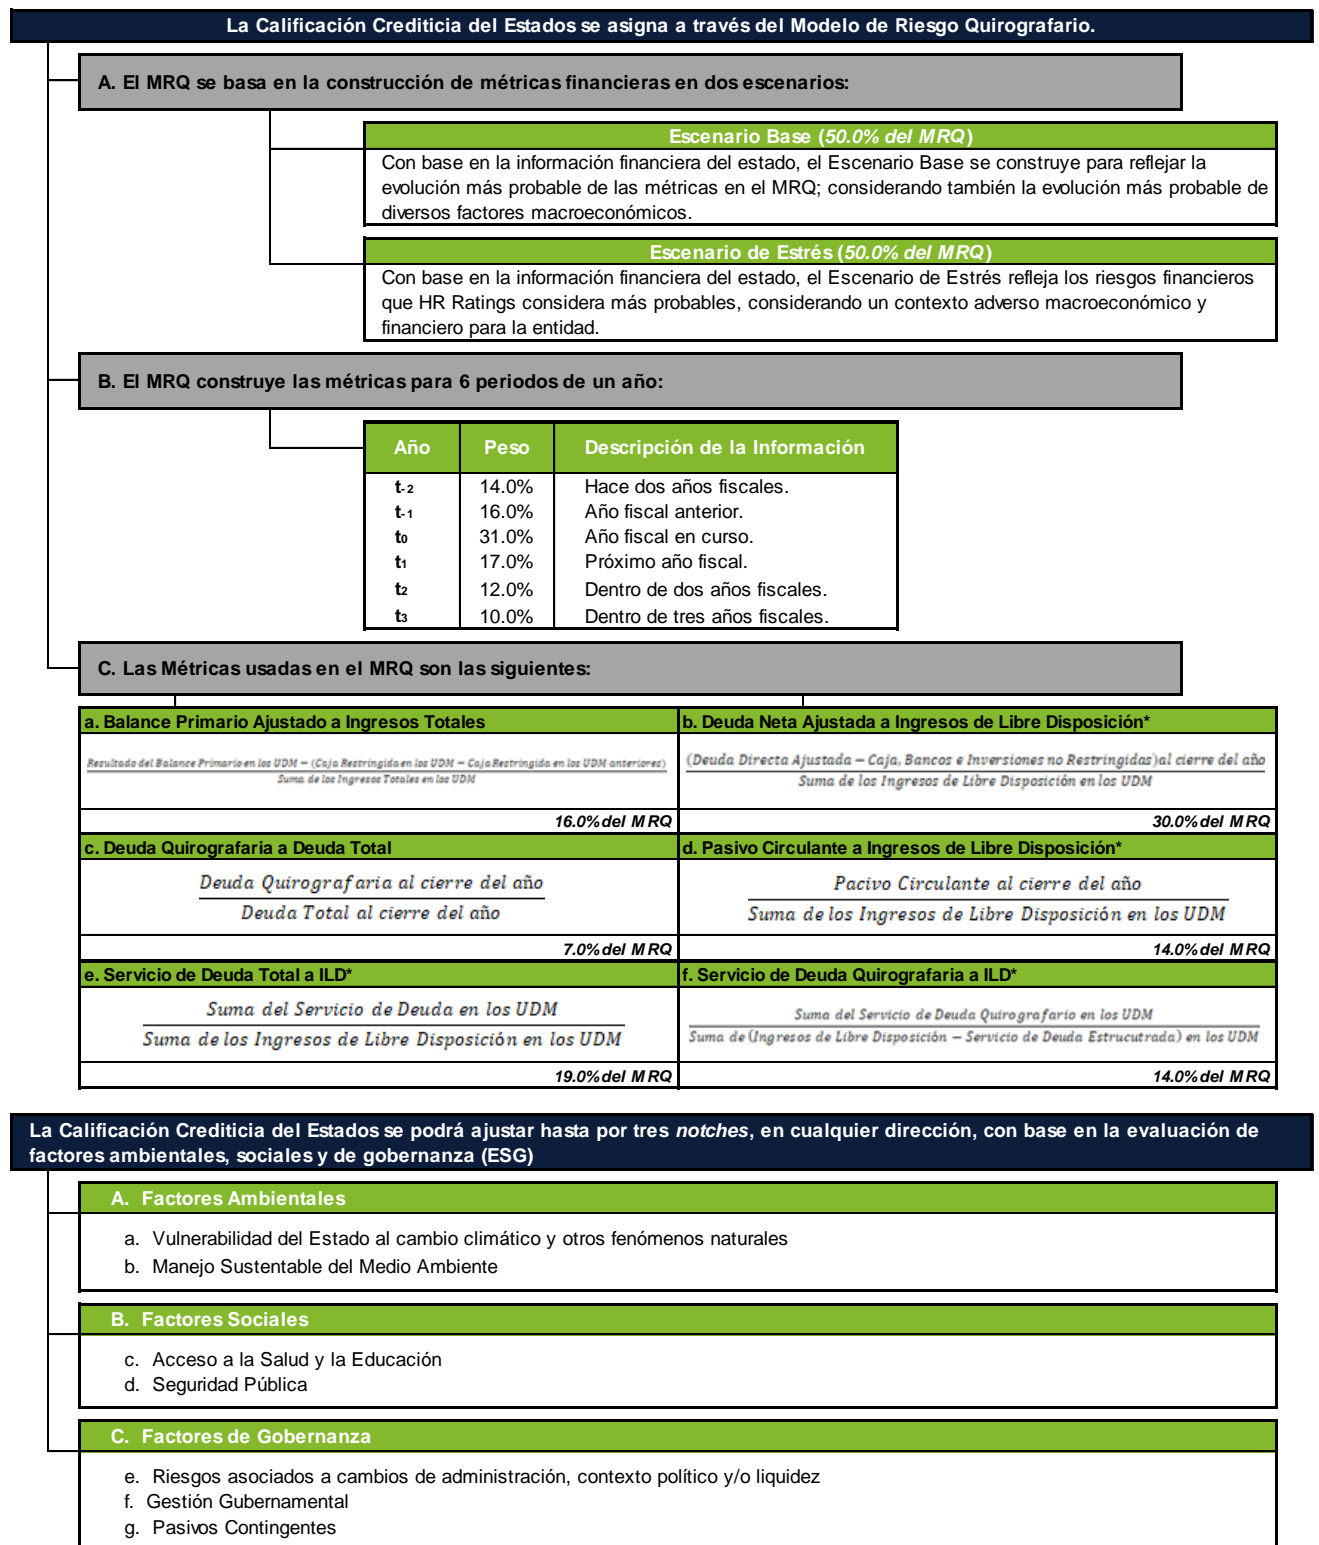 La Calificación Crediticia del Estados se asigna a través del Modelo de Riesgo Quirografario.
A. El MRQ se basa en la construcción de métricas financieras en dos escenarios:
Escenario Base (50.0% del MRQ)
Con base en la información financiera del estado, el Escenario Base se construye para reflejar la
evolución más probable de las métricas en el MRQ; considerando también la evolución más probable de
diversos factores macroeconómicos.
Escenario de Estrés (50.0% del MRQ)
Con base en la información financiera del estado, el Escenario de Estrés refleja los riesgos financieros
que HR Ratings considera más probables, considerando un contexto adverso macroeconómico y
financiero para la entidad.
B. El MRQ construye las métricas para 6 periodos de un año:
Año Peso Descripción de la Información
t-2 14.0% Hace dos años fiscales.
t-1 16.0% Año fiscal anterior.
t0 31.0% Año fiscal en curso.
t1 17.0% Próximo año fiscal.
t2 12.0% Dentro de dos años fiscales.
t3 10.0% Dentro de tres años fiscales.
C. Las Métricas usadas en el MRQ son las siguientes:
a. Balance Primario Ajustado a Ingresos Totales
Resultado del Balance Primario en los UDM – (Caja Restringida en los UDM – Caja Restringida en los UDM anteriores)
Suma de los Ingresos Totales en los UDM
16.0% del MRQ
b. Deuda Neta Ajustada a Ingresos de Libre Disposición*
(Deuda Directa Ajustada – Caja, Bancos e Inversiones no Restringidas)al cierre del año
Suma de los Ingresos de Libre Disposición en los UDM
30.0% del MRQ
c. Deuda Quirografaria a Deuda Total
Deuda Quirografaria al cierre del año
Deuda Total al cierre del año
7.0% del MRQ
d. Pasivo Circulante a Ingresos de Libre Disposición*
Pacivo Circulante al cierre del año
Suma de los Ingresos de Libre Disposición en los UDM
14.0% del MRQ
e. Servicio de Deuda Total a ILD*
Suma del Servicio de Deuda en los UDM
Suma de los Ingresos de Libre Disposición en los UDM
19.0% del MRQ
f. Servicio de Deuda Quirografaria a ILD*
Suma del Servicio de Deuda Quirografario en los UDM
Suma de (Ingresos de Libre Disposición – Servicio de Deuda Estrucutrada) en los UDM
14.0% del MRQ
La Calificación Crediticia del Estados se podrá ajustar hasta por tres notches, en cualquier dirección, con base en la evaluación de
factores ambientales, sociales y de gobernanza (ESG)
A. Factores Ambientales
a. Vulnerabilidad del Estado al cambio climático y otros fenómenos naturales
b. Manejo Sustentable del Medio Ambiente
B. Factores Sociales
c. Acceso a la Salud y la Educación
d. Seguridad Pública
C. Factores de Gobernanza
e. Riesgos asociados a cambios de administración, contexto político y/o liquidez
f. Gestión Gubernamental
g. Pasivos Contingentes